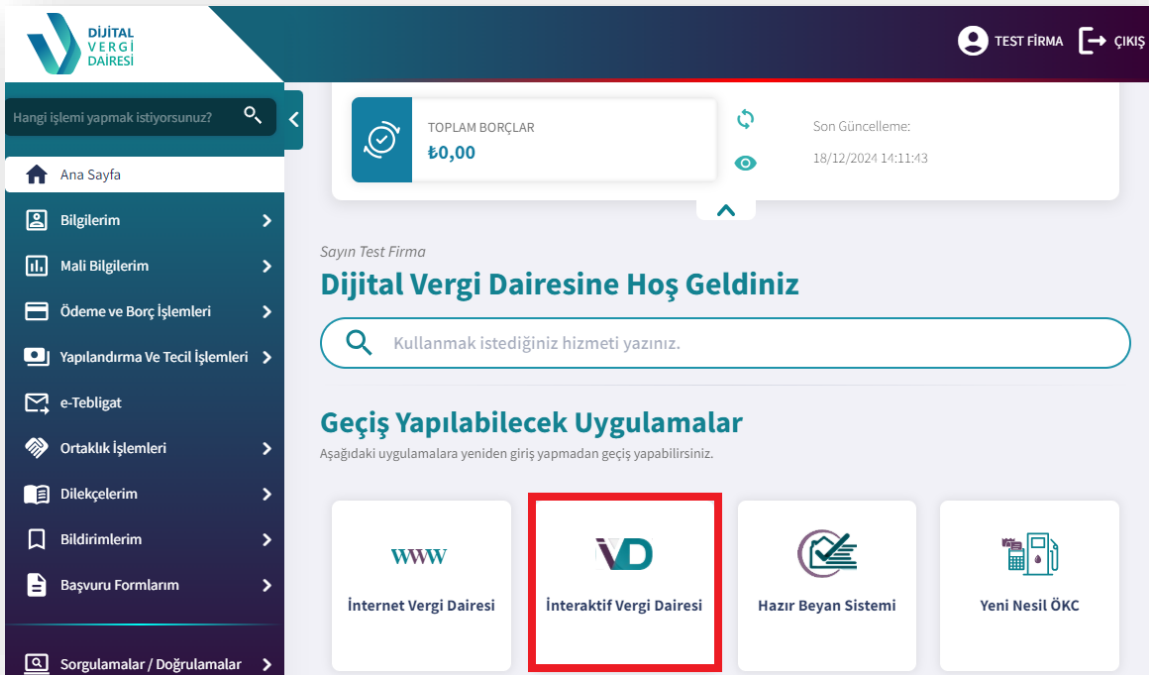 DİJİTAL
VERGİ
DAİRESİ
TEST FİRMA
ÇIKIŞ
Hangi işlemi yapmak istiyorsunuz?
Ana Sayfa
Bilgilerim
Mali Bilgilerim
Ödeme ve Borç İşlemleri
Yapılandırma Ve Tecil İşlemleri
e-Tebligat
Ortaklık İşlemleri
Dilekçelerim
Bildirimlerim
Başvuru Formlarım
Sorgulamalar / Doğrulamalar
TOPLAM BORÇLAR
₺0,00
Son Güncelleme:
18/12/2024 14:11:43
Sayın Test Firma
Dijital Vergi Dairesine Hoş Geldiniz
Kullanmak istediğiniz hizmeti yazınız.
Geçiş Yapılabilecek Uygulamalar
Aşağıdaki uygulamalara yeniden giriş yapmadan geçiş yapabilirsiniz.
www
İnternet Vergi Dairesi
VD
İnteraktif Vergi Dairesi
Hazır Beyan Sistemi
Yeni Nesil ÖKC